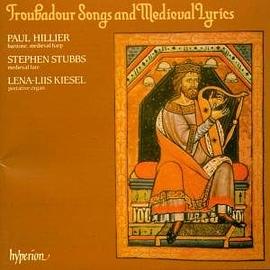 Troubadour Songs and Medieval Lyrics
PAUL HILLIER
baritone, medieval harp
STEPHEN STUBBS
medieval lute
LENA-LIIS KIESEL
portative organ
hyperion